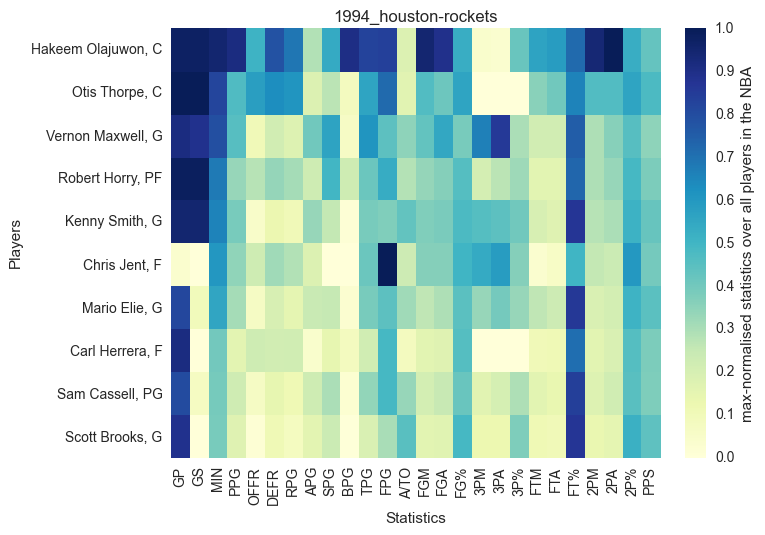 1994_houston-rockets
Players
Hakeem Olajuwon, C
Otis Thorpe, C
Vernon Maxwell, G
Robert Horry, PF
Kenny Smith, G
Chris Jent, F
Mario Elie, G
Carl Herrera, F
Sam Cassell, PG
Scott Brooks, G
GP GS MIN PPG OFFR DEFR RPG APG SPG BPG TPG FPG A/TO FGM FGA FG% 3PM 3PA 3P% FTM FTA FT% 2PM 2PA 2P% PPS
Statistics
1.0
0.9
0.8
0.7
0.6
0.5
0.4
0.3
0.2
0.1
0.0
max-normalised statistics over all players in the NBA